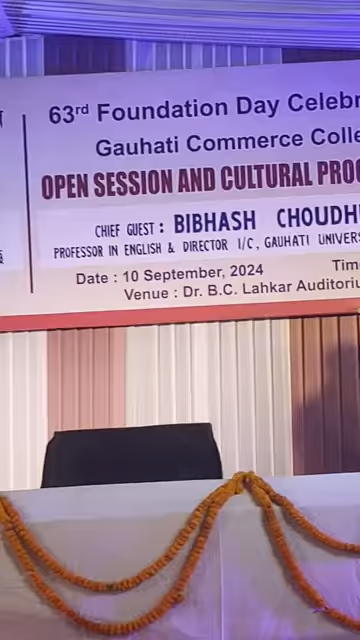 63rd Foundation Day Celebr
Gauhati Commerce Colle
OPEN SESSION AND CULTURAL PRO
CHIEF GUEST : BIBHASH CHOUDH
PROFESSOR IN ENGLISH & DIRECTOR I/C, GAUHATI UNIVERS
Date : 10 September, 2024 Tim
Venue : Dr. B.C. Lahkar Auditoriu